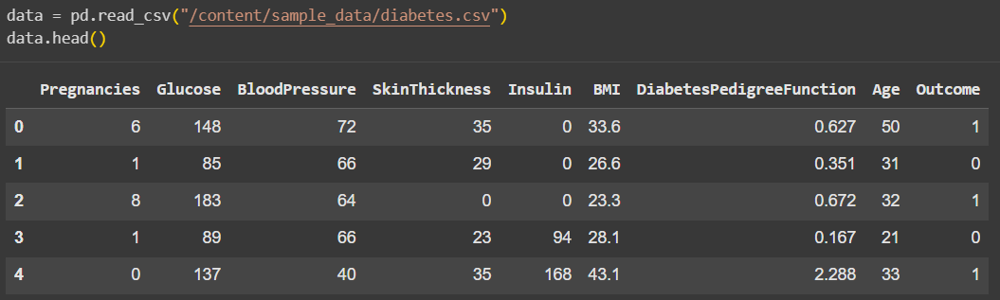 data = pd.read_csv("/content/sample_data/diabetes.csv")
data.head()
Pregnancies Glucose BloodPressure SkinThickness Insulin BMI DiabetesPedigreeFunction Age Outcome
0 6 148 72 35 0 33.6 0.627 50 1
1 1 85 66 29 0 26.6 0.351 31 0
2 8 183 64 0 0 23.3 0.672 32 1
3 1 89 66 23 94 28.1 0.167 21 0
4 0 137 40 35 168 43.1 2.288 33 1